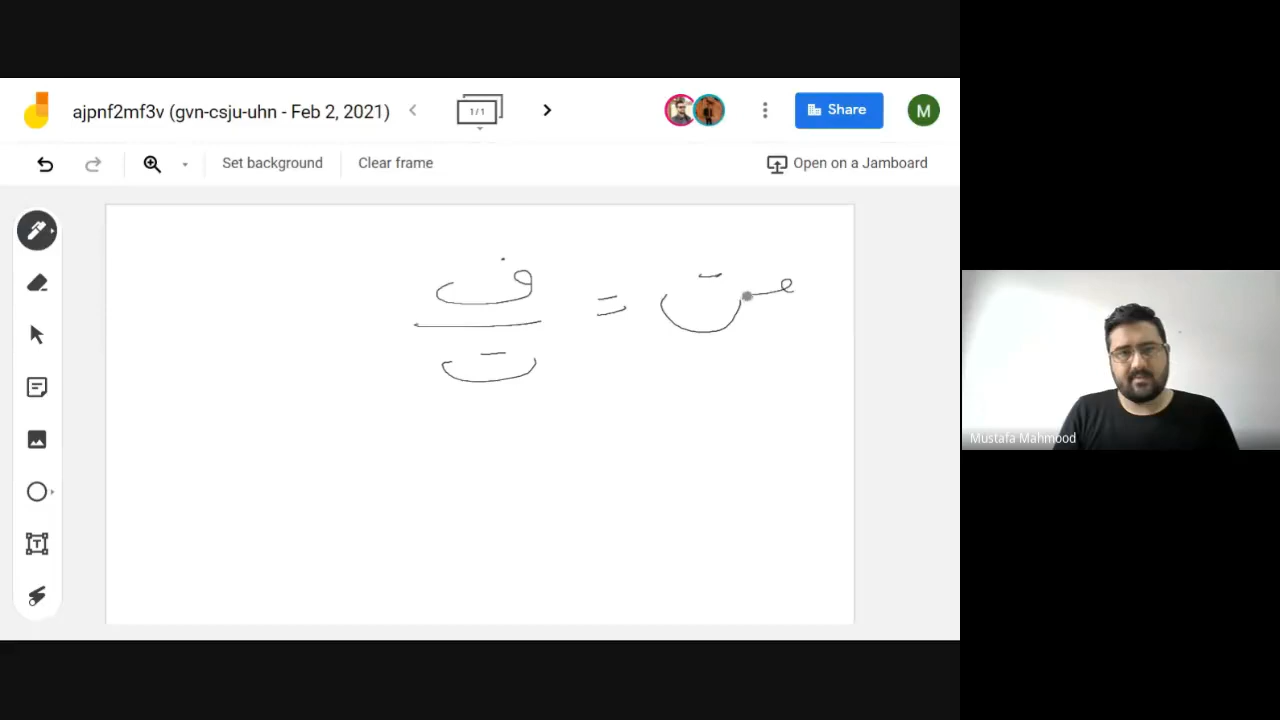 ajpnf2mf3v (gvn-csju-uhn - Feb 2, 2021)
1/1
Share
M
Set background
Clear frame
Open on a Jamboard
ف
=
ت
T
Mustafa Mahmood